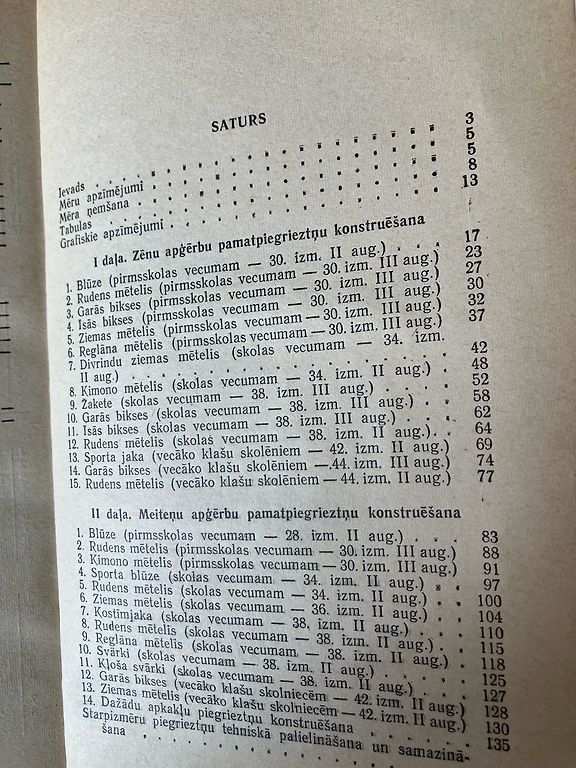 SATURS
Ievads . . . . . . . . . . 3
Mēru apzīmējumi . . . . . . . . . 5
Mēra ņemšana . . . . . . . . . 5
Tabulas . . . . . . . . . . 8
Grafiskie apzīmējumi . . . . . . . . 13
I daļa. Zēnu apģērbu pamatpiegrieztņu konstruēšana
1. Blūze (pirmsskolas vecumam — 30. izm. II aug.) . . . 17
2. Rudens mētelis (pirmsskolas vecumam — 30. izm. III aug.) 23
3. Garās bikses (pirmsskolas vecumam — 30. izm. II aug.) . 27
4. Isās bikses (pirmsskolas vecumam — 30. izm. III aug.) . 30
5. Ziemas mētelis (pirmsskolas vecumam — 30. izm. III aug.) 32
6. Reglāna mētelis (pirmsskolas vecumam — 30. izm. III aug.) 37
7. Divrindu ziemas mētelis (skolas vecumam — 34. izm.
II aug.) . . . . . . . . . . 42
8. Kimono mētelis (skolas vecumam — 34. izm. II aug.) . 48
9. Žakete (skolas vecumam — 38. izm. III aug.) . . . 52
10. Garās bikses (skolas vecumam — 38. izm. II aug.) . . 58
11. Isās bikses (skolas vecumam — 38. izm. III aug.) . . 62
12. Rudens mētelis (skolas vecumam — 38. izm. II aug.) . . 64
13. Sporta jaka (vecāko klašu skolēniem — 42. izm. II aug.) 69
14. Garās bikses (vecāko klašu skolēniem — 44. izm. III aug.) 74
15. Rudens mētelis (vecāko klašu skolēniem — 44. izm. II aug.) 77
II daļa. Meiteņu apģērbu pamatpiegrieztņu konstruēšana
1. Blūze (pirmsskolas vecumam — 28. izm. II aug.) . . . 83
2. Rudens mētelis (pirmsskolas vecumam — 30. izm. III aug.) 88
3. Kimono mētelis (pirmsskolas vecumam — 30. izm. II aug.) 91
4. Sporta blūze (skolas vecumam — 34. izm. II aug.) . . 97
5. Rudens mētelis (skolas vecumam — 34. izm. II aug.) . . 100
6. Ziemas mētelis (skolas vecumam — 36. izm. II aug.) . . 104
7. Kostīmjaka (skolas vecumam — 38. izm. II aug.) . . . 110
8. Rudens mētelis (skolas vecumam — 38. izm. II aug.) . . 115
9. Reglāna mētelis (skolas vecumam — 38. izm. II aug.) . . 118
10. Svārki (skolas vecumam — 38. izm. II aug.) . . . . 125
11. Kļoša svārki (skolas vecumam — 38. izm. II aug.) . . . 127
12. Garās bikses (vecāko klašu skolniecēm — 42. izm. II aug.) 128
13. Ziemas mētelis (vecāko klašu skolniecēm — 42. izm. II aug.) 130
14. Dažādu apkakļu piegrieztņu konstruēšana . . . . 135
Starpizmēru piegrieztņu tehniskā palielināšana un samazinā-
šana . . . . . . . .